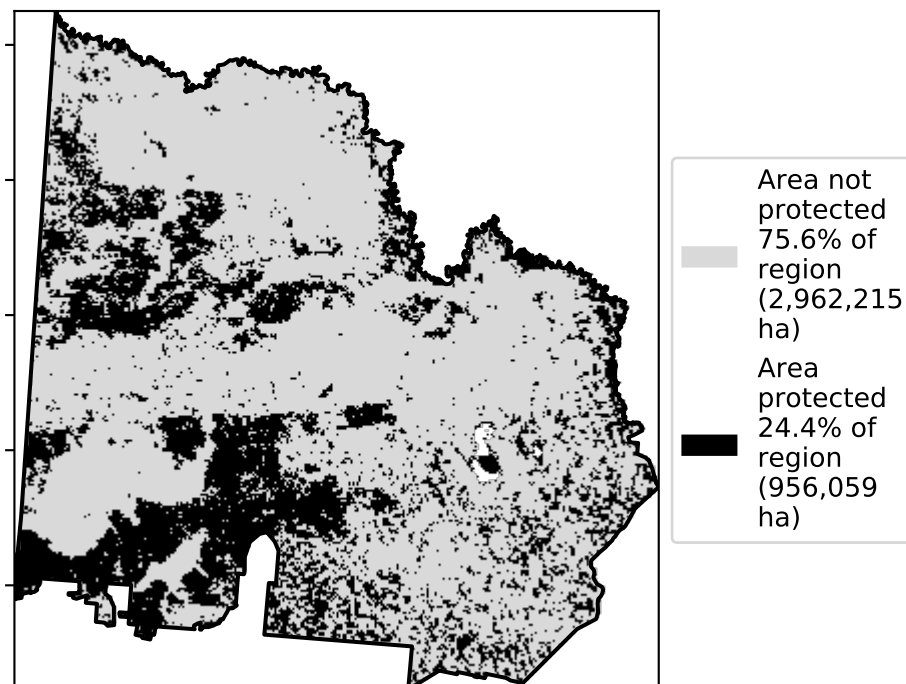 Area not
protected
75.6% of
region
(2,962,215
ha)
Area
protected
24.4% of
region
(956,059
ha)